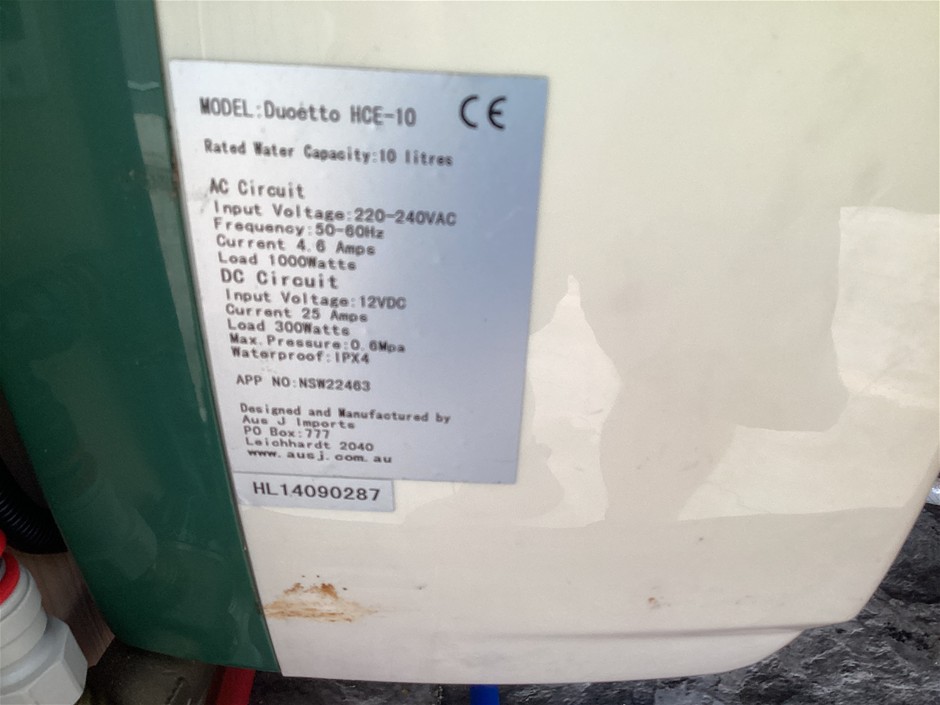 MODEL:Duoetto HCE-10 CE
Rated Water Capacity:10 litres
AC Circuit
Input Voltage:220-240VAC
Frequency:50-60Hz
Current 4.6 Amps
Load 1000Watts
DC Circuit
Input Voltage:12VDC
Current 25 Amps
Load 300Watts
Max.Pressure:0.6Mpa
Waterproof:IPX4
APP NO:NSW22463
Designed and Manufactured by
Aus J Imports
PO Box:777
Leichhardt 2040
www.ausj.com.au
HL14090287